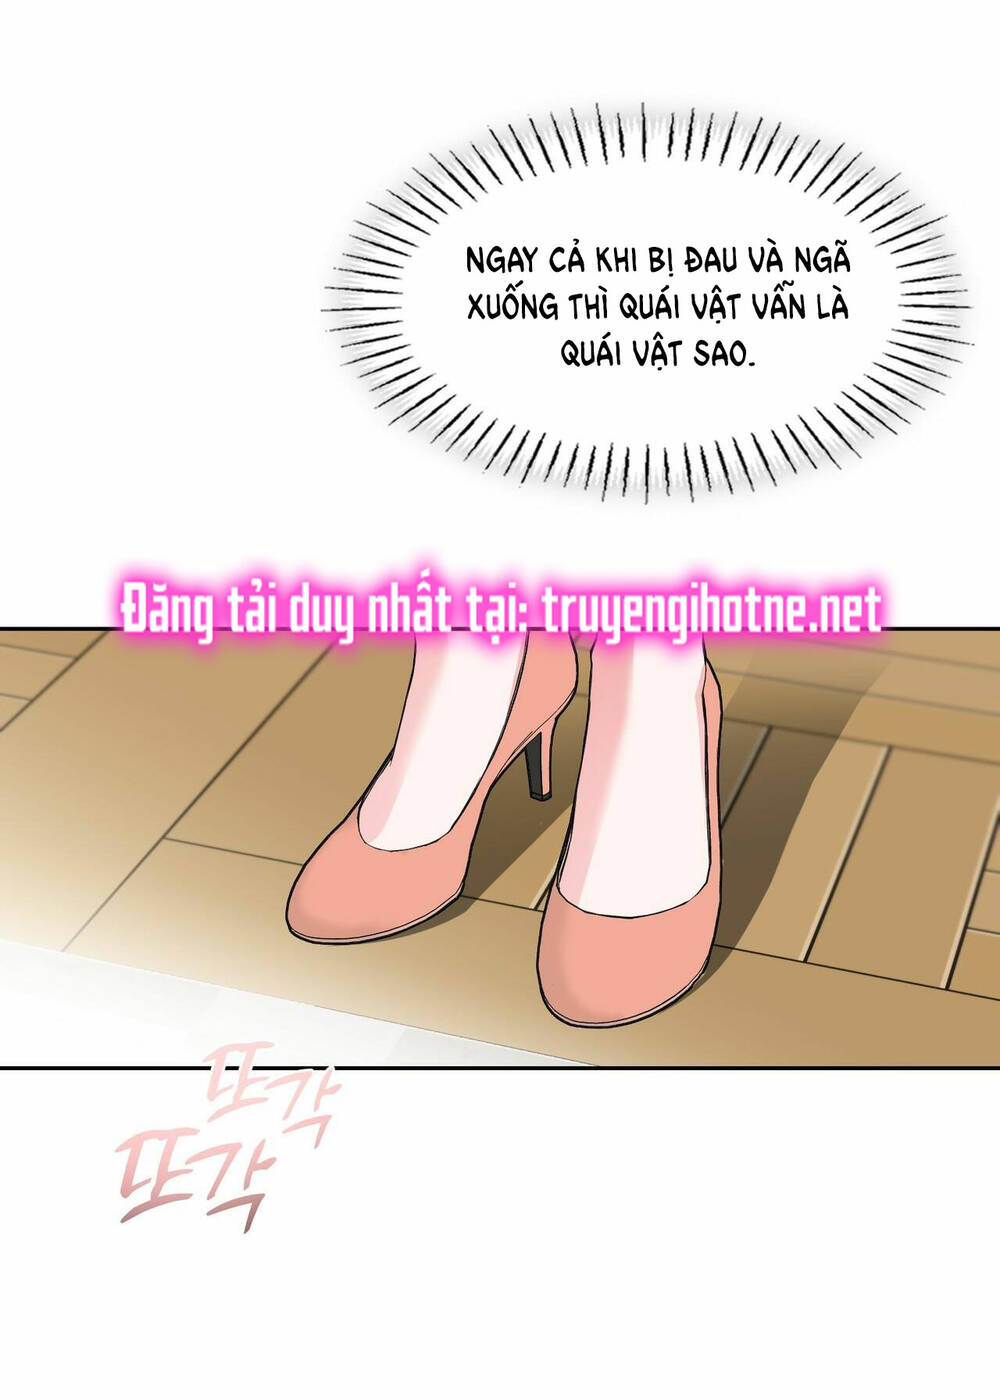 NGAY CẢ KHI BỊ ĐAU VÀ NGÃ
XUỐNG THÌ QUÁI VẬT VẪN LÀ
QUÁI VẬT SAO.
Đăng tải duy nhất tại: truyengihotne.net
또각
또각